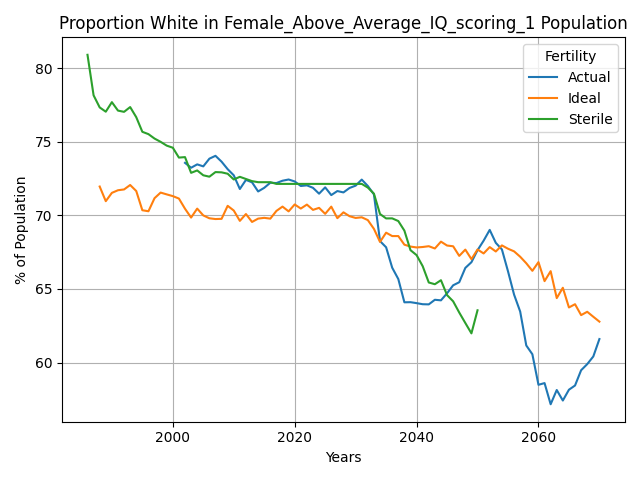 Proportion White in Female_Above_Average_IQ_scoring_1 Population
Fertility
Actual
Ideal
Sterile
% of Population
80
75
70
65
60
2000
2020
2040
2060
Years